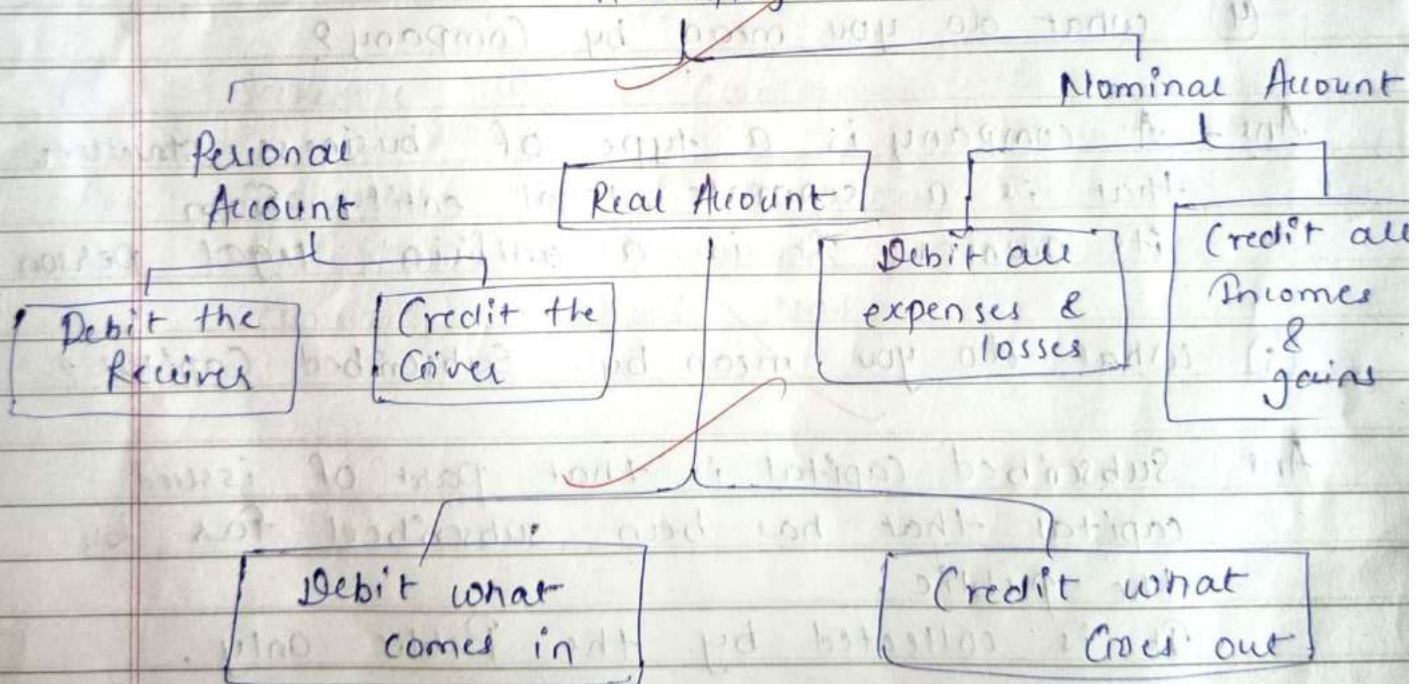 Nominal Account
Personal
Account
Real Account
Debit the
Receiver
Credit the
Giver
Debit all
expenses &
losses
Credit all
Incomes
&
gains
Debit what
comes in
Credit what
Goes out